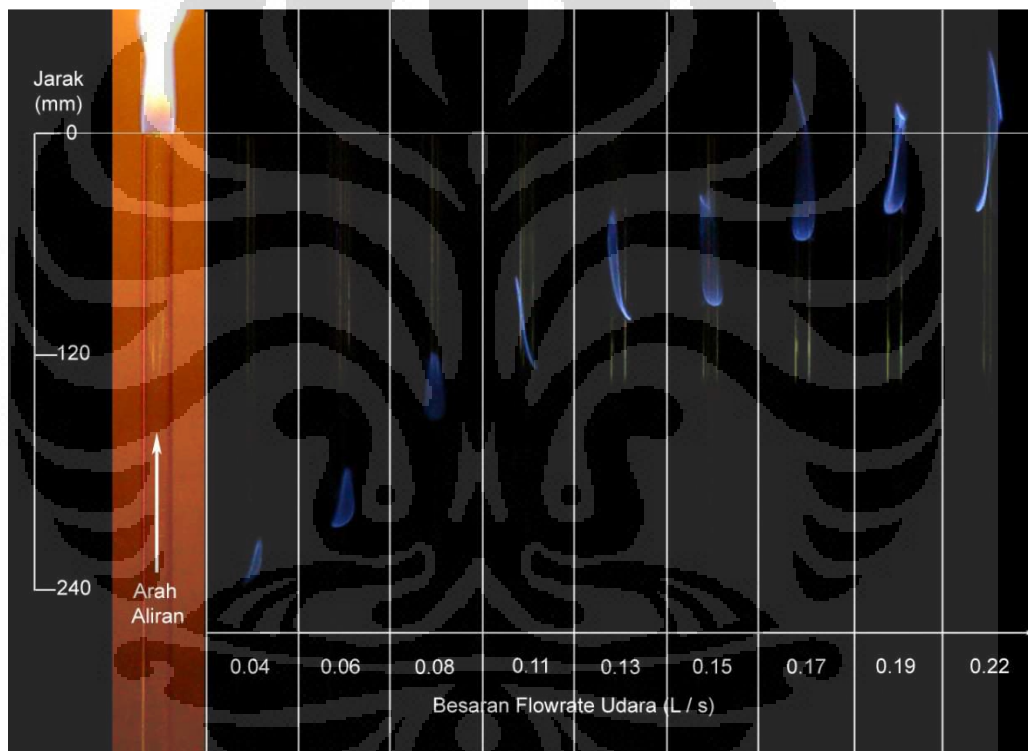 Jarak
(mm)
0
—120
—240
Arah
Aliran
0.04 0.06 0.08 0.11 0.13 0.15 0.17 0.19 0.22
Besaran Flowrate Udara (L / s)